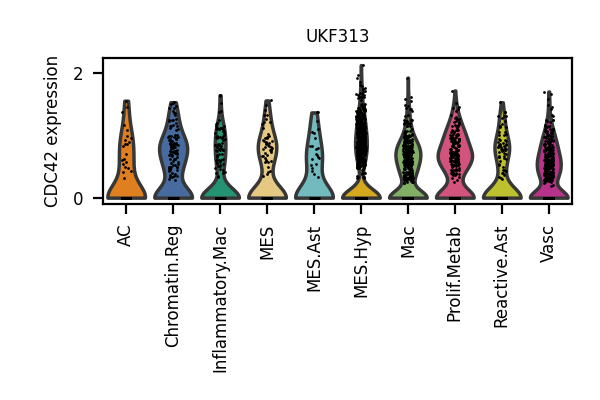 UKF313
CDC42 expression
2
0
AC
Chromatin.Reg
Inflammatory.Mac
MES
MES.Ast
MES.Hyp
Mac
Prolif.Metab
Reactive.Ast
Vasc